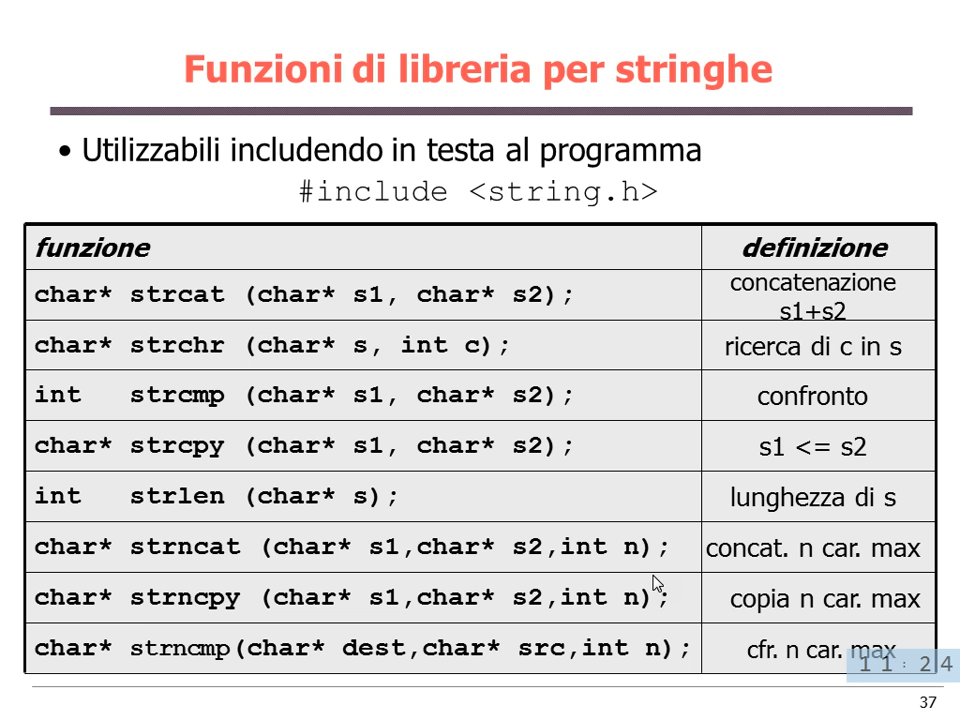 Funzioni di libreria per stringhe
• Utilizzabili includendo in testa al programma
#include <string.h>
funzione definizione
char* strcat (char* s1, char* s2); concatenazione
s1+s2
char* strchr (char* s, int c); ricerca di c in s
int strcmp (char* s1, char* s2); confronto
char* strcpy (char* s1, char* s2); s1 <= s2
int strlen (char* s); lunghezza di s
char* strncat (char* s1,char* s2,int n); concat. n car. max
char* strncpy (char* s1,char* s2,int n); copia n car. max
char* strncmp(char* dest,char* src,int n); cfr. n car. max
11:24
37